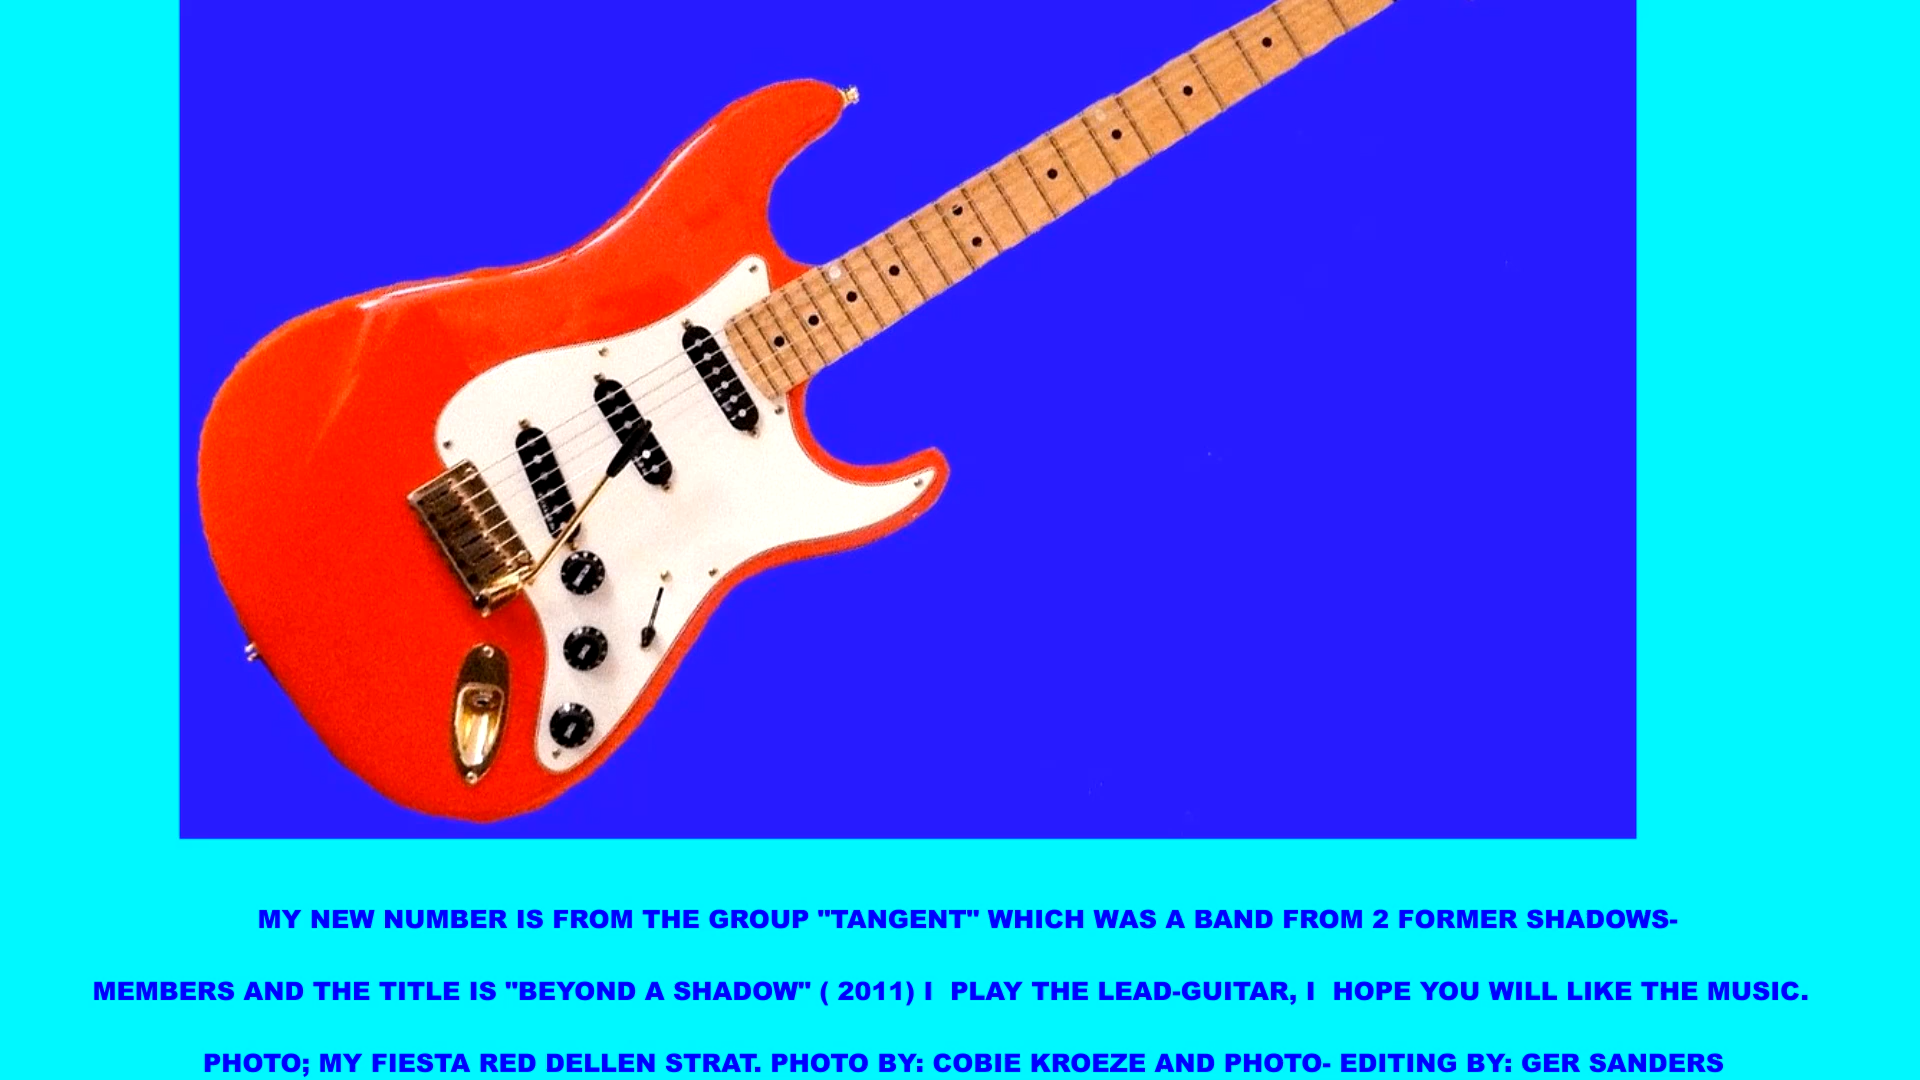 MY NEW NUMBER IS FROM THE GROUP "TANGENT" WHICH WAS A BAND FROM 2 FORMER SHADOWS-
MEMBERS AND THE TITLE IS "BEYOND A SHADOW" ( 2011) I  PLAY THE LEAD-GUITAR, I  HOPE YOU WILL LIKE THE MUSIC.
PHOTO; MY FIESTA RED DELLEN STRAT. PHOTO BY: COBIE KROEZE AND PHOTO- EDITING BY: GER SANDERS